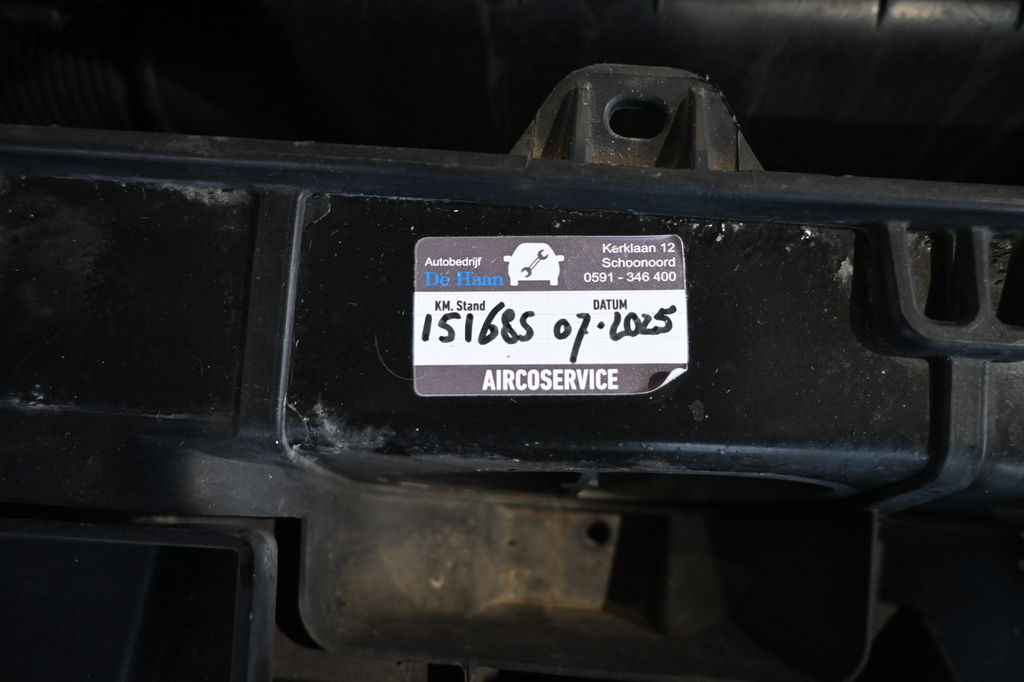 Autobedrijf
De Haan
Kerklaan 12
Schoonoord
0591 - 346 400
KM. Stand DATUM
151685 07.2025
AIRCOSERVICE